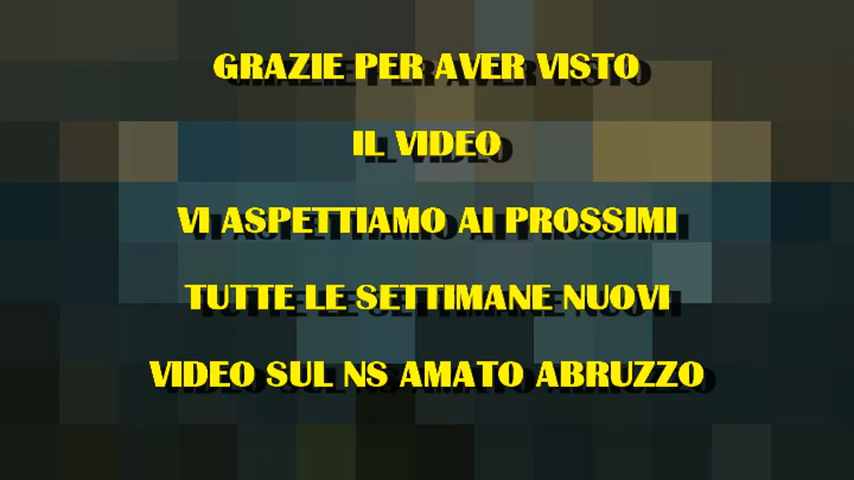 GRAZIE PER AVER VISTO
IL VIDEO
VI ASPETTIAMO AI PROSSIMI
TUTTE LE SETTIMANE NUOVI
VIDEO SUL NS AMATO ABRUZZO